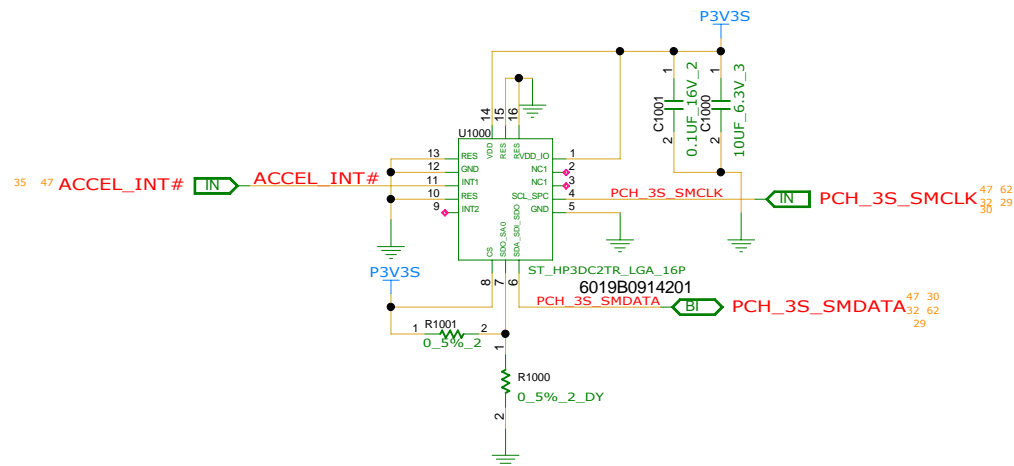 P3V3S
1
1
C1001
0.1UF_16V_2
C1000
10UF_6.3V_3
2
2
14
15
16
U1000
VDD
RES
RES
13
RES
VDD_IO
1
12
GND
NC1
2
35 47 ACCEL_INT# IN ACCEL_INT#
11
INT1
NC1
3
10
RES
SCL_SPC
4
PCH_3S_SMCLK
IN PCH_3S_SMCLK 47 62
32 29
30
9
INT2
GND
5
CS
SDO_SA0
SDA_SDI_SDO
8
7
6
ST_HP3DC2TR_LGA_16P
6019B0914201
P3V3S
PCH_3S_SMDATA
BI PCH_3S_SMDATA 47 30
32 62
29
R1001
1
2
0_5%_2
1
R1000
0_5%_2_DY
2